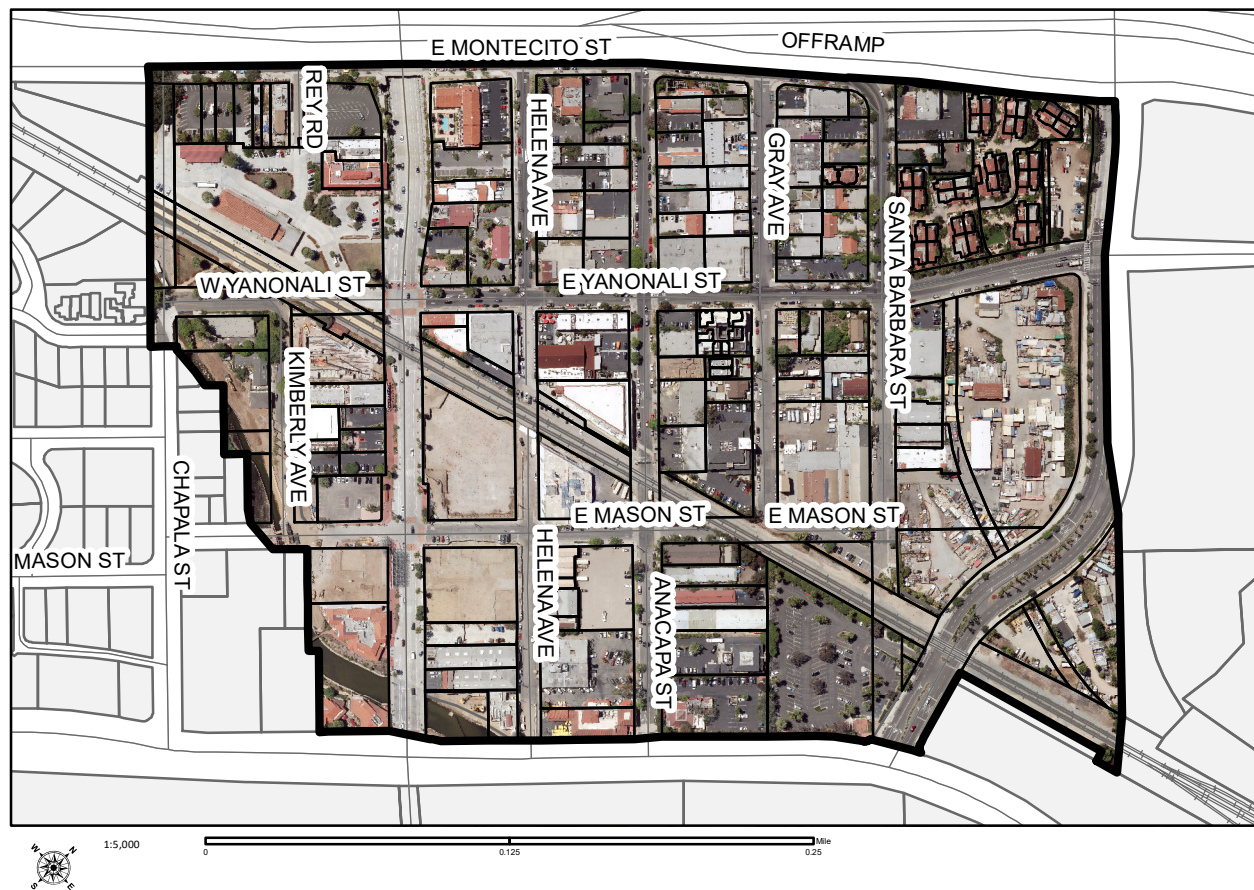 E MONTECITO ST
OFFRAMP
REY RD
HELENA AVE
GRAY AVE
SANTA BARBARA ST
W YANONALI ST
E YANONALI ST
KIMBERLY AVE
CHAPALA ST
E MASON ST
E MASON ST
MASON ST
HELENA AVE
ANACAPA ST
1:5,000
Mile
0
0.125
0.25
N
W
E
S